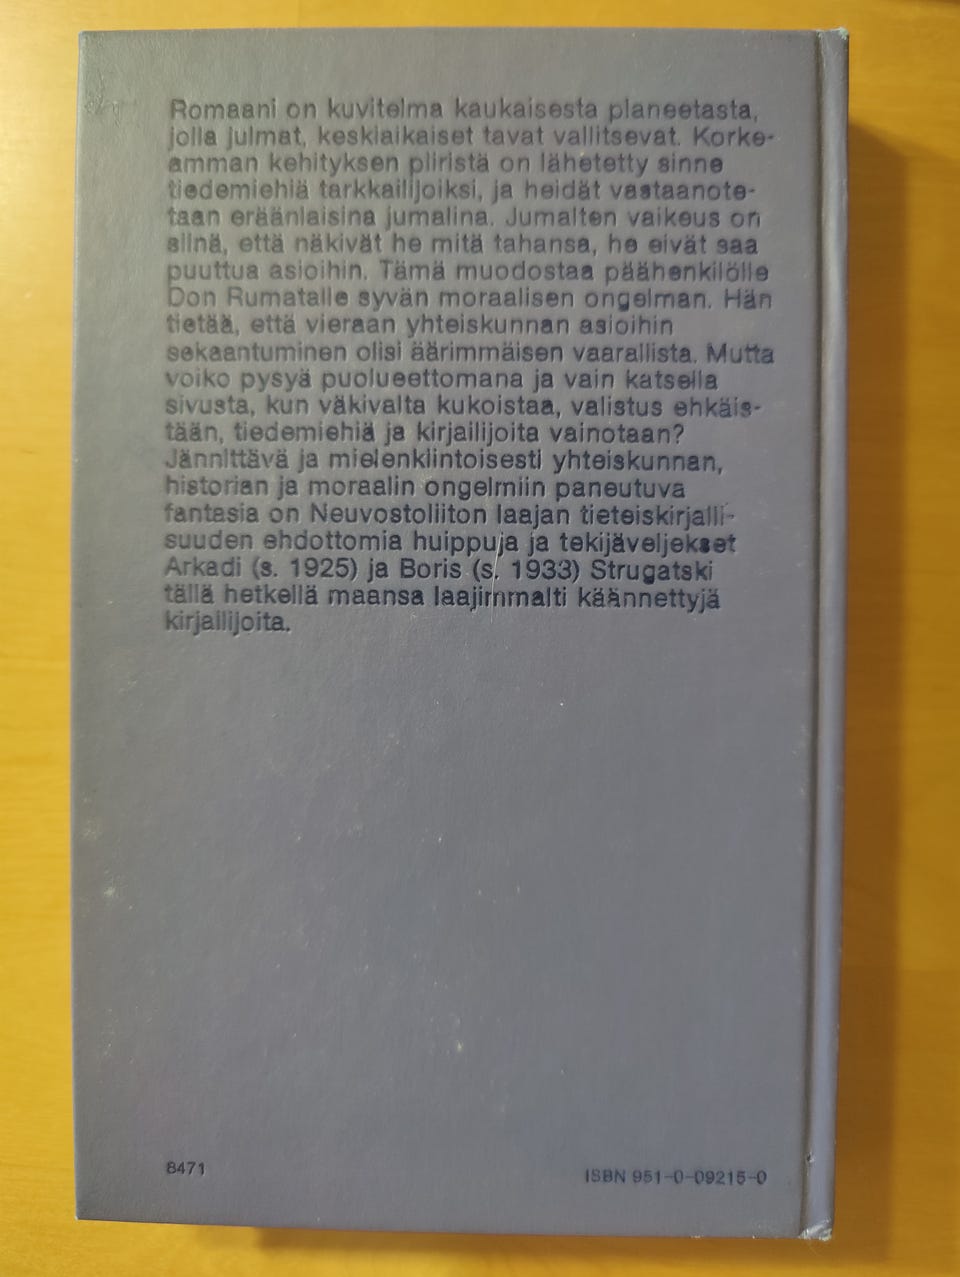 Romaani on kuvitelma kaukaisesta planeetasta,
jolla julmat, keskiaikaiset tavat vallitsevat. Korke-
amman kehityksen piiristä on lähetetty sinne
tiedemiehiä tarkkailijoiksi, ja heidät vastaanote-
taan eräänlaisina jumalina. Jumalten vaikeus on
siinä, että näkivät he mitä tahansa, he eivät saa
puuttua asioihin. Tämä muodostaa päähenkilölle
Don Rumatalle syvän moraalisen ongelman. Hän
tietää, että vieraan yhteiskunnan asioihin
sekaantuminen olisi äärimmäisen vaarallista. Mutta
voiko pysyä puolueettomana ja vain katsella
sivusta, kun väkivalta kukoistaa, valistus ehkäis-
tään, tiedemiehiä ja kirjailijoita vainotaan?
Jännittävä ja mielenkiintoisesti yhteiskunnan,
historian ja moraalin ongelmiin paneutuva
fantasia on Neuvostoliiton laajan tieteiskirjalli-
suuden ehdottomia huippuja ja tekijäveljekset
Arkadi (s. 1925) ja Boris (s. 1933) Strugatski
tällä hetkellä maansa laajimmalti käännettyjä
kirjailijoita.
8471
ISBN 951-0-09215-0